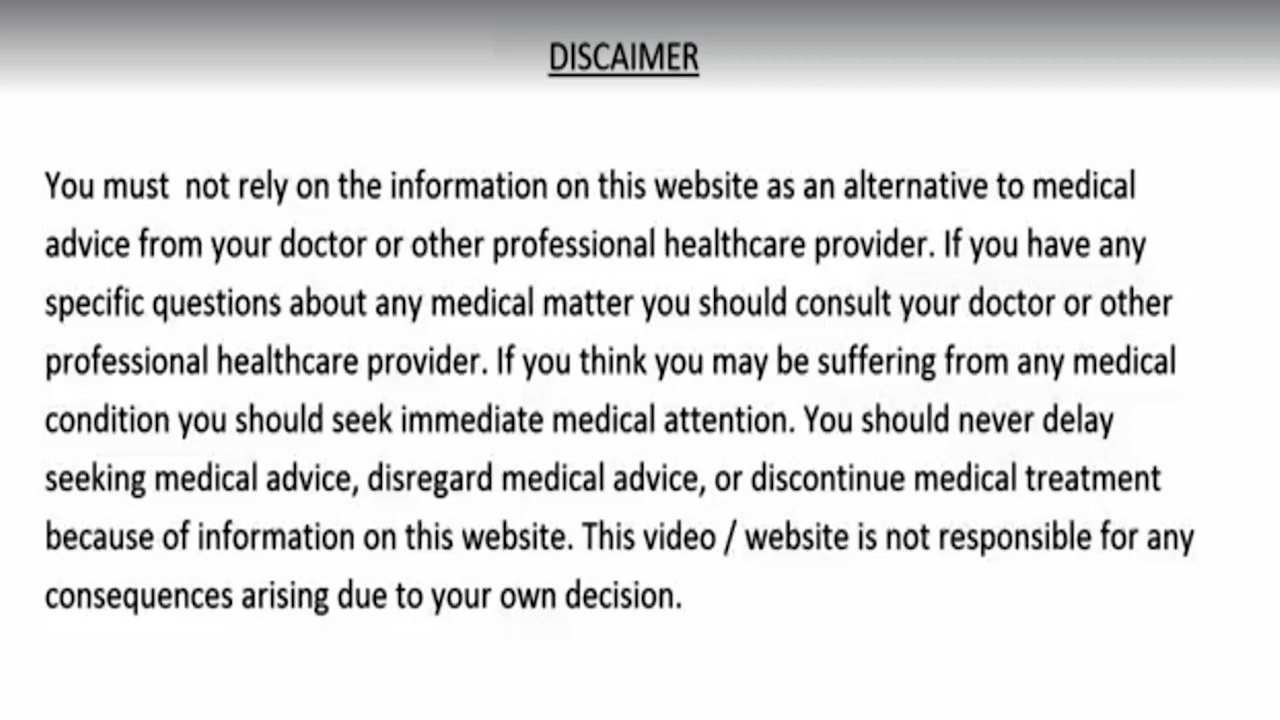 DISCAIMER
You must  not rely on the information on this website as an alternative to medical
advice from your doctor or other professional healthcare provider. If you have any
specific questions about any medical matter you should consult your doctor or other
professional healthcare provider. If you think you may be suffering from any medical
condition you should seek immediate medical attention. You should never delay
seeking medical advice, disregard medical advice, or discontinue medical treatment
because of information on this website. This video / website is not responsible for any
consequences arising due to your own decision.